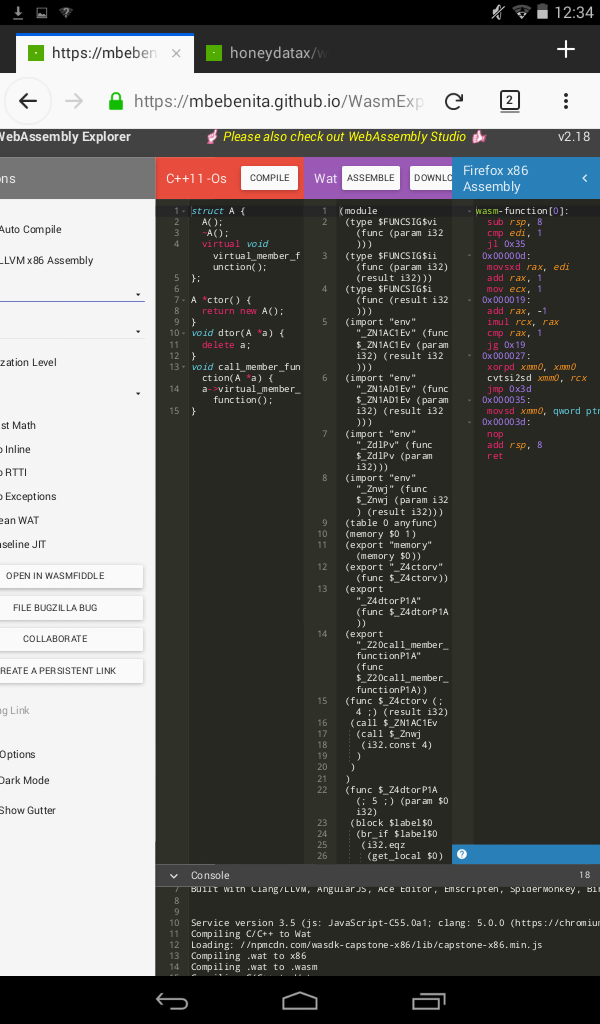 12:34
https://mbeben
honeydatax/w
https://mbebenita.github.io/WasmExp
2
WebAssembly Explorer
Please also check out WebAssembly Studio
v2.18
ons
Auto Compile
LLVM x86 Assembly
zation Level
st Math
o Inline
o RTTI
o Exceptions
ean WAT
aseline JIT
OPEN IN WASMFIDDLE
FILE BUGZILLA BUG
COLLABORATE
REATE A PERSISTENT LINK
ng Link
Options
Dark Mode
Show Gutter
C++11 -Os
COMPILE
1 struct A {
2 A();
3 ~A();
4 virtual void
virtual_member_f
unction();
5 };
6
7 A *ctor() {
8 return new A();
9 }
10 void dtor(A *a) {
11 delete a;
12 }
13 void call_member_fun
ction(A *a) {
14 a->virtual_member_
function();
15 }
Wat
ASSEMBLE
DOWNLO
1 (module
2 (type $FUNCSIG$vi
(func (param i32
)))
3 (type $FUNCSIG$ii
(func (param i32)
(result i32)))
4 (type $FUNCSIG$i
(func (result i32
)))
5 (import "env"
"_ZN1AC1Ev" (func
$_ZN1AC1Ev (param
i32) (result i32
)))
6 (import "env"
"_ZN1AD1Ev" (func
$_ZN1AD1Ev (param
i32) (result i32
)))
7 (import "env"
"_ZdlPv" (func
$_ZdlPv (param
i32)))
8 (import "env"
"_Znwj" (func
$_Znwj (param i32
) (result i32)))
9 (table 0 anyfunc)
10 (memory $0 1)
11 (export "memory"
(memory $0))
12 (export "_Z4ctorv"
(func $_Z4ctorv))
13 (export
"_Z4dtorP1A"
(func $_Z4dtorP1A
))
14 (export
"_Z20call_member_
functionP1A"
(func
$_Z20call_member_
functionP1A))
15 (func $_Z4ctorv (;
4 ;) (result i32)
16 (call $_ZN1AC1Ev
17 (call $_Znwj
18 (i32.const 4)
19 )
20 )
21 )
22 (func $_Z4dtorP1A
(; 5 ;) (param $0
i32)
23 (block $label$0
24 (br_if $label$0
25 (i32.eqz
26 (get_local $0)
Firefox x86
Assembly
wasm-function[0]:
sub rsp, 8
cmp edi, 1
jl 0x35
0x00000d:
movsxd rax, edi
add rax, 1
mov ecx, 1
0x000019:
add rax, -1
imul rcx, rax
cmp rax, 1
jg 0x19
0x000027:
xorpd xmm0, xmm0
cvtsi2sd xmm0, rcx
jmp 0x3d
0x000035:
movsd xmm0, qword ptr
0x00003d:
nop
add rsp, 8
ret
Console
18
7 Built with Clang/LLVM, AngularJS, Ace Editor, Emscripten, SpiderMonkey, Bin
8
9
10 Service version 3.5 (js: JavaScript-C55.0a1; clang: 5.0.0 (https://chromiu
11 Compiling C/C++ to Wat
12 Loading: //npmcdn.com/wasdk-capstone-x86/lib/capstone-x86.min.js
13 Compiling .wat to x86
14 Compiling .wat to .wasm
15 Compiling C/C++ to Wat